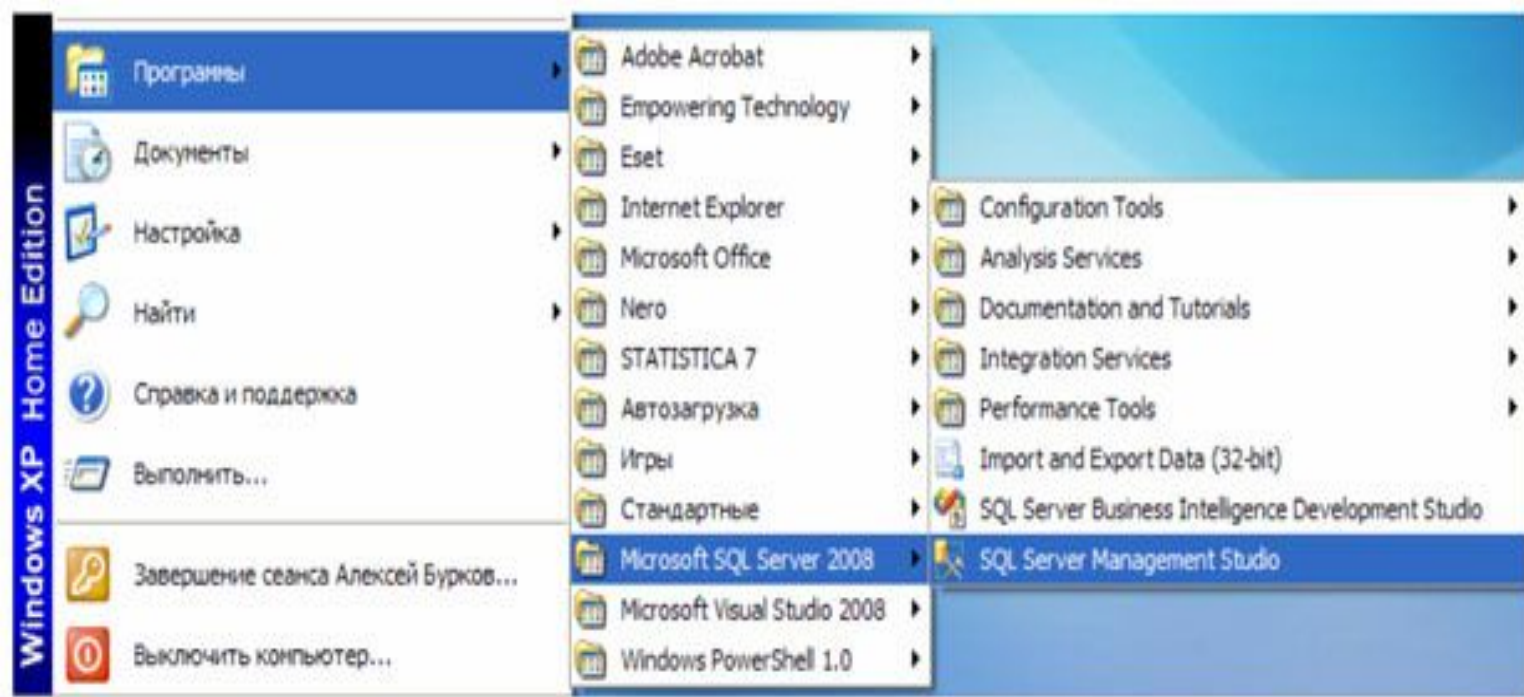 Windows XP Home Edition
Программы
Документы
Настройка
Найти
Справка и поддержка
Выполнить...
Завершение сеанса Алексей Бурков...
Выключить компьютер...
Adobe Acrobat
Empowering Technology
Eset
Internet Explorer
Microsoft Office
Nero
STATISTICA 7
Автозагрузка
Игры
Стандартные
Microsoft SQL Server 2008
Microsoft Visual Studio 2008
Windows PowerShell 1.0
Configuration Tools
Analysis Services
Documentation and Tutorials
Integration Services
Performance Tools
Import and Export Data (32-bit)
SQL Server Business Intelligence Development Studio
SQL Server Management Studio